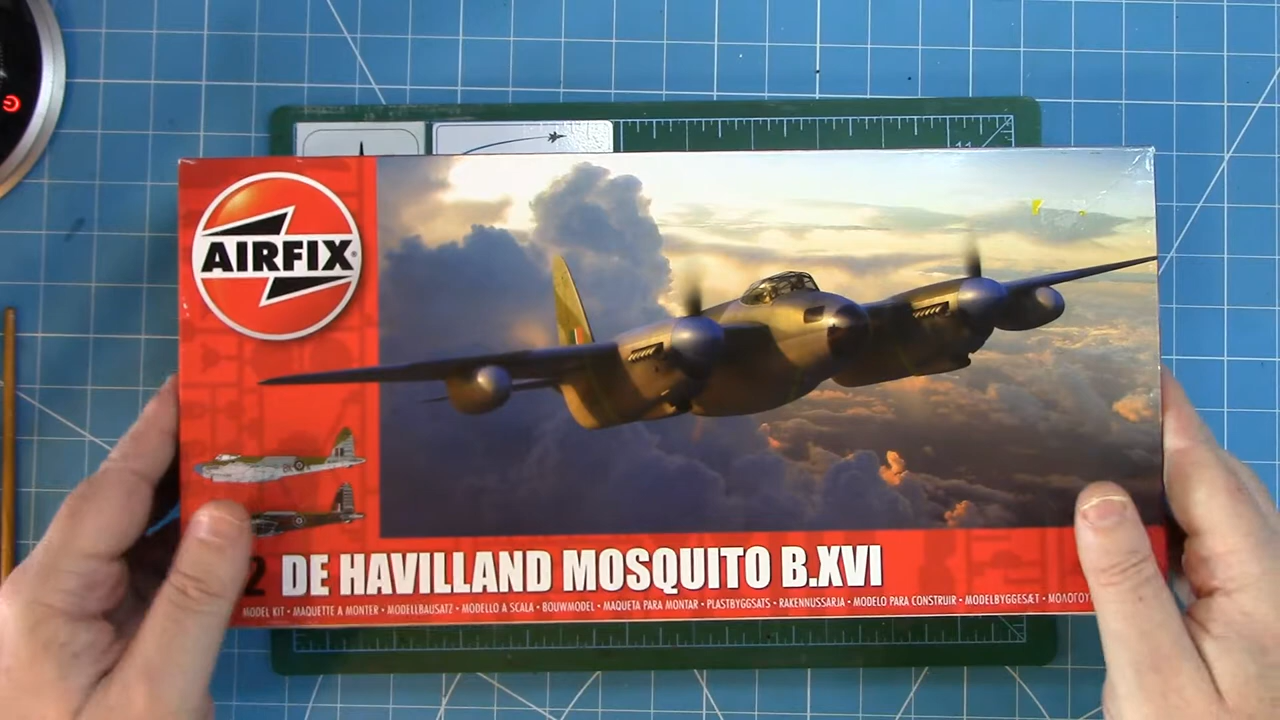 AIRFIX
2 DE HAVILLAND MOSQUITO B.XVI
MODEL KIT • MAQUETTE A MONTER • MODELLBAUSATZ • MODELLO A SCALA • BOUWMODEL • MAQUETA PARA MONTAR • PLASTBYGGSATS • RAKENNUSSARJA • MODELO PARA CONSTRUIR • MODELBYGGESÆT •